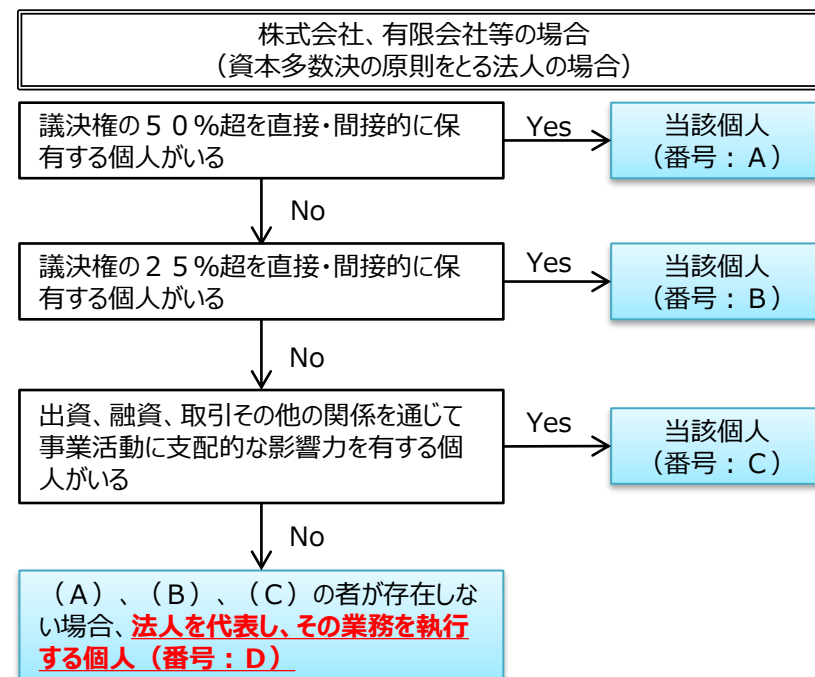 株式会社、有限会社等の場合
（資本多数決の原則をとる法人の場合）
議決権の５０％超を直接・間接的に保
有する個人がいる
Yes
当該個人
（番号：Ａ）
No
議決権の２５％超を直接・間接的に保
有する個人がいる
Yes
当該個人
（番号：Ｂ）
No
出資、融資、取引その他の関係を通じて
事業活動に支配的な影響力を有する個
人がいる
Yes
当該個人
（番号：Ｃ）
No
（Ａ）、（Ｂ）、（Ｃ）の者が存在しな
い場合、法人を代表し、その業務を執行
する個人（番号：Ｄ）